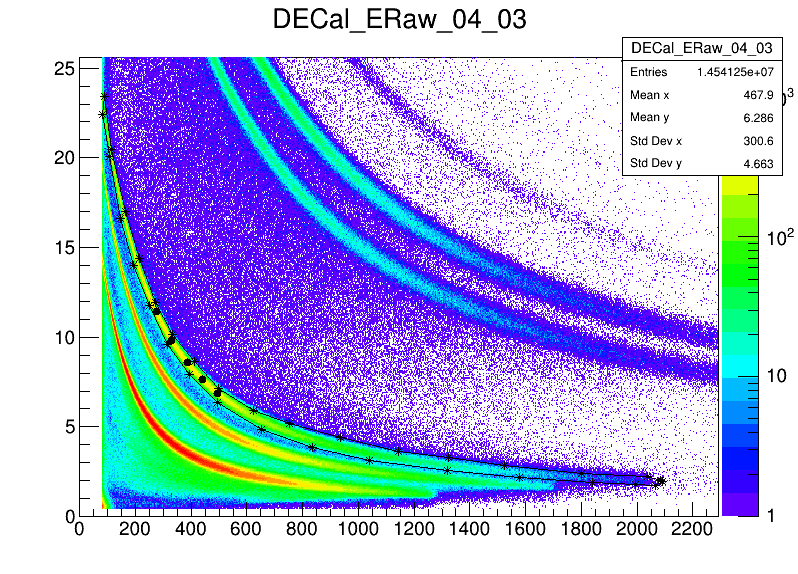 DECal_ERaw_04_03
DECal_ERaw_04_03
Entries 1.454125e+07
Mean x 467.9
Mean y 6.286
Std Dev x 300.6
Std Dev y 4.663
25
20
15
10
5
0
0 200 400 600 800 1000 1200 1400 1600 1800 2000 2200
10²
10
1